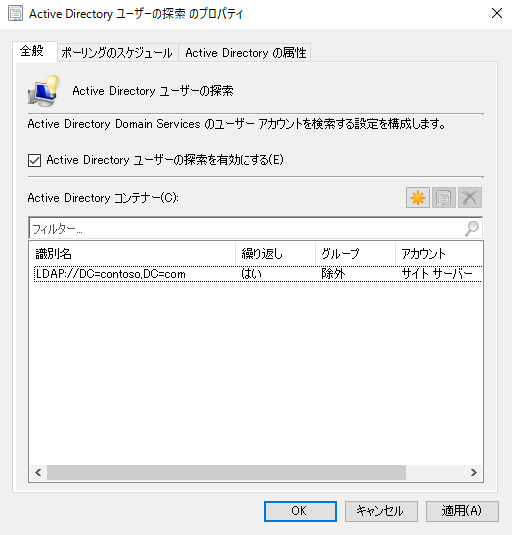 Active Directory ユーザーの探索 のプロパティ
全般 ポーリングのスケジュール Active Directory の属性
Active Directory ユーザーの探索
Active Directory Domain Services のユーザー アカウントを検索する設定を構成します。
Active Directory ユーザーの探索を有効にする(E)
Active Directory コンテナー(C):
フィルター...
識別名 繰り返し グループ アカウント
LDAP://DC=contoso,DC=com はい 除外 サイト サーバー
OK キャンセル 適用(A)